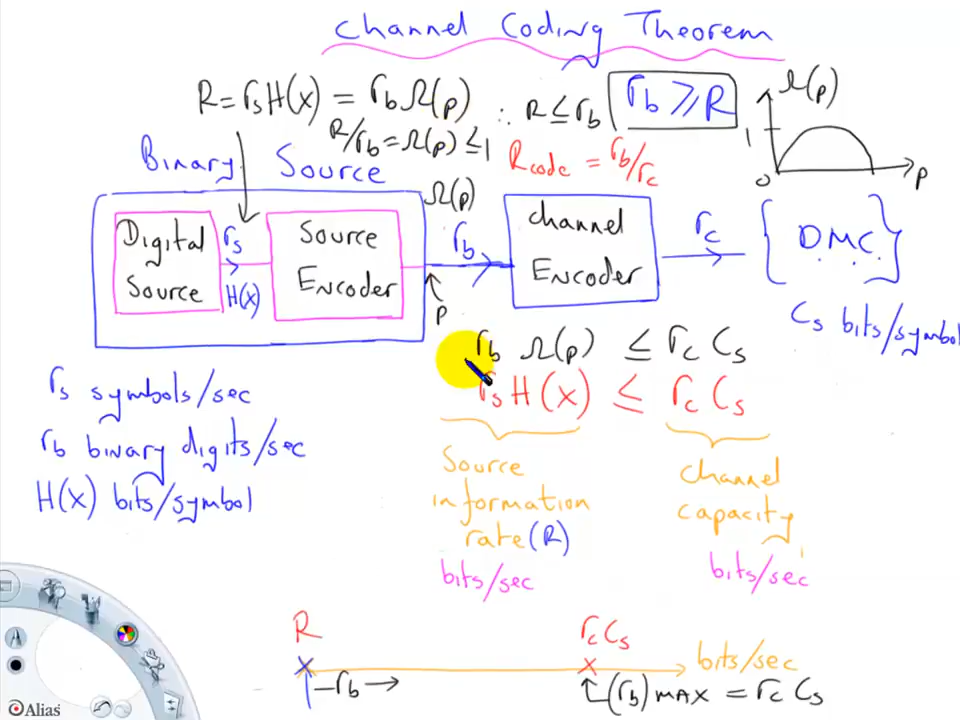 Channel Coding Theorem
R = rsH(x) = rbΩ(p) ∴ R ≤ rb rb ⩾ R
R/rb = Ω(p) ≤ 1
Ω(p)
1
0
p
Binary Source
Rcode = rb/rc
Ω(p)
Digital Source
rs
H(x)
Source Encoder
rb
p
channel Encoder
rc
{D.M.C.}
Cs bits/symbol
rb Ω(p) ≤ rc Cs
rs H(x) ≤ rc Cs
rs symbols/sec
rb binary digits/sec
H(x) bits/symbol
Source
information
rate (R)
bits/sec
channel
capacity
bits/sec
R
rc Cs
bits/sec
rb →
(rb) MAX = rc Cs
Alias